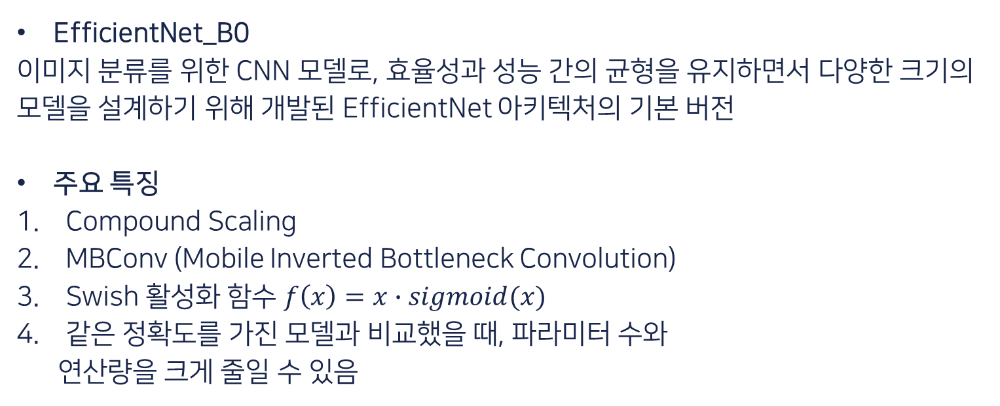 • EfficientNet_B0
이미지 분류를 위한 CNN 모델로, 효율성과 성능 간의 균형을 유지하면서 다양한 크기의
모델을 설계하기 위해 개발된 EfficientNet 아키텍처의 기본 버전
• 주요 특징
1. Compound Scaling
2. MBConv (Mobile Inverted Bottleneck Convolution)
3. Swish 활성화 함수 f(x) = x · sigmoid(x)
4. 같은 정확도를 가진 모델과 비교했을 때, 파라미터 수와
연산량을 크게 줄일 수 있음